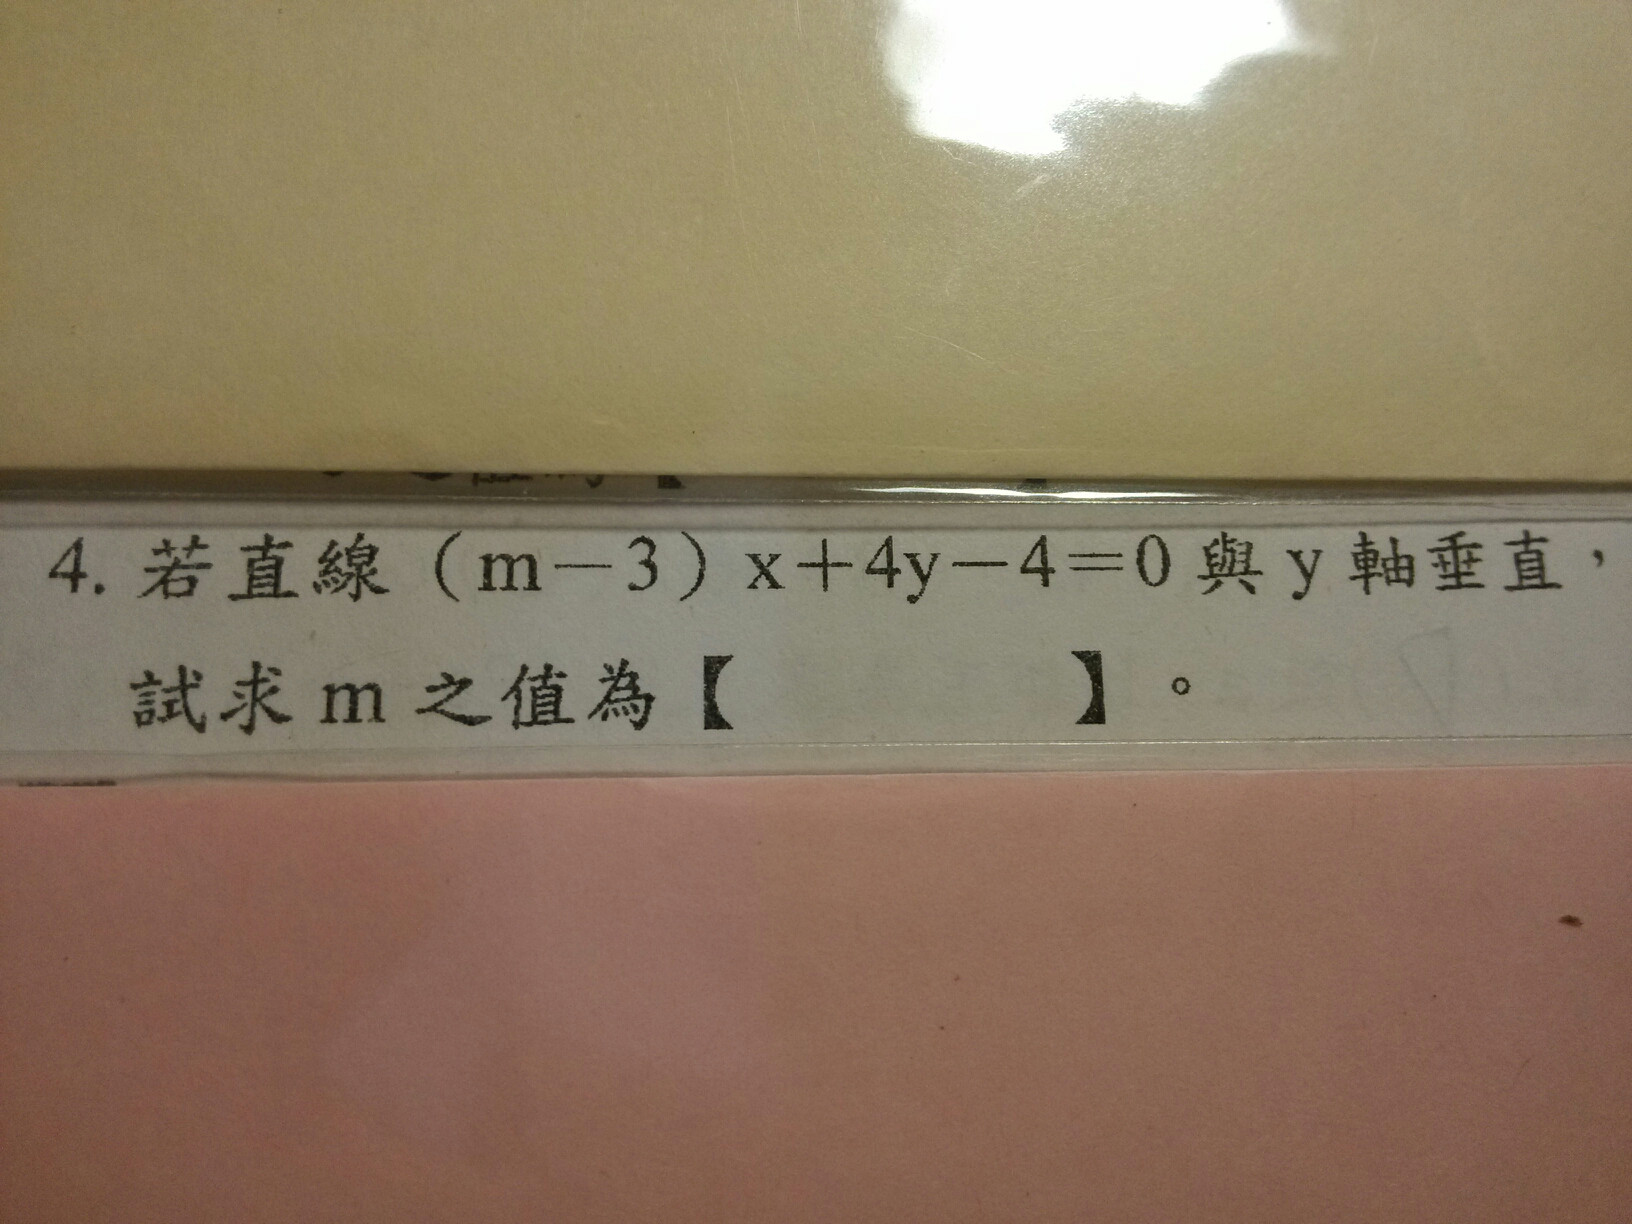 4. 若直線（m－3）x＋4y－4＝0 與 y 軸垂直，
試求 m 之值為【　　　　】。